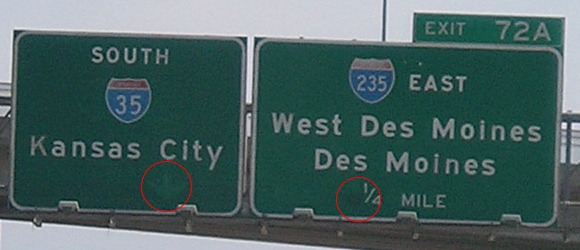 SOUTH
35
Kansas City
EXIT 72A
235 EAST
West Des Moines
Des Moines
¼ MILE